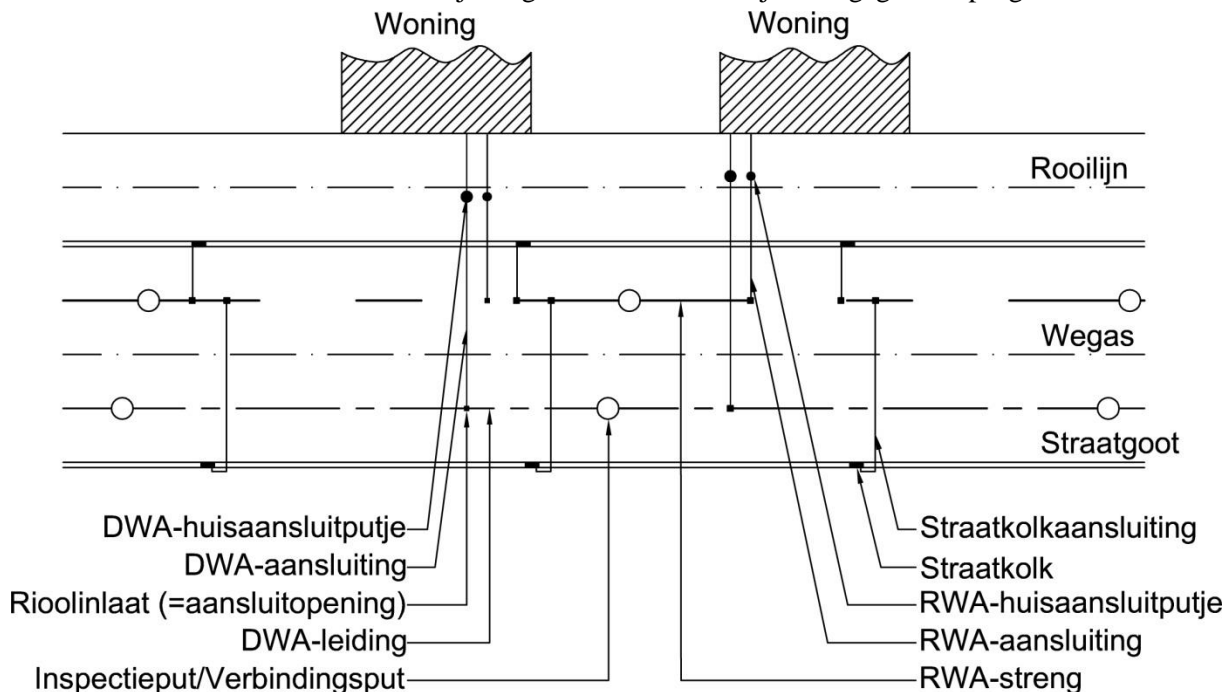 Woning
Woning
Rooilijn
Wegas
Straatgoot
DWA-huisaansluitputje
DWA-aansluiting
Rioolinlaat (=aansluitopening)
DWA-leiding
Inspectieput/Verbindingsput
Straatkolkaansluiting
Straatkolk
RWA-huisaansluitputje
RWA-aansluiting
RWA-streng